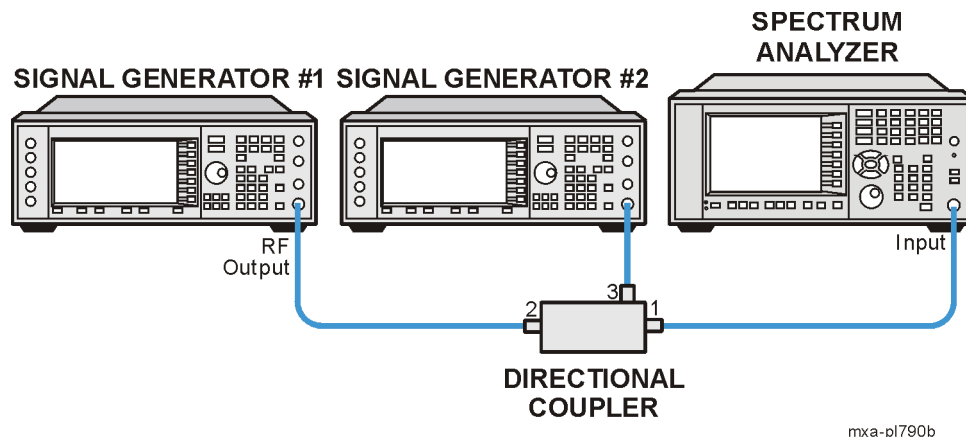 SPECTRUM
ANALYZER
SIGNAL GENERATOR #1
SIGNAL GENERATOR #2
RF
Output
Input
3
2
1
DIRECTIONAL
COUPLER
mxa-pl790b